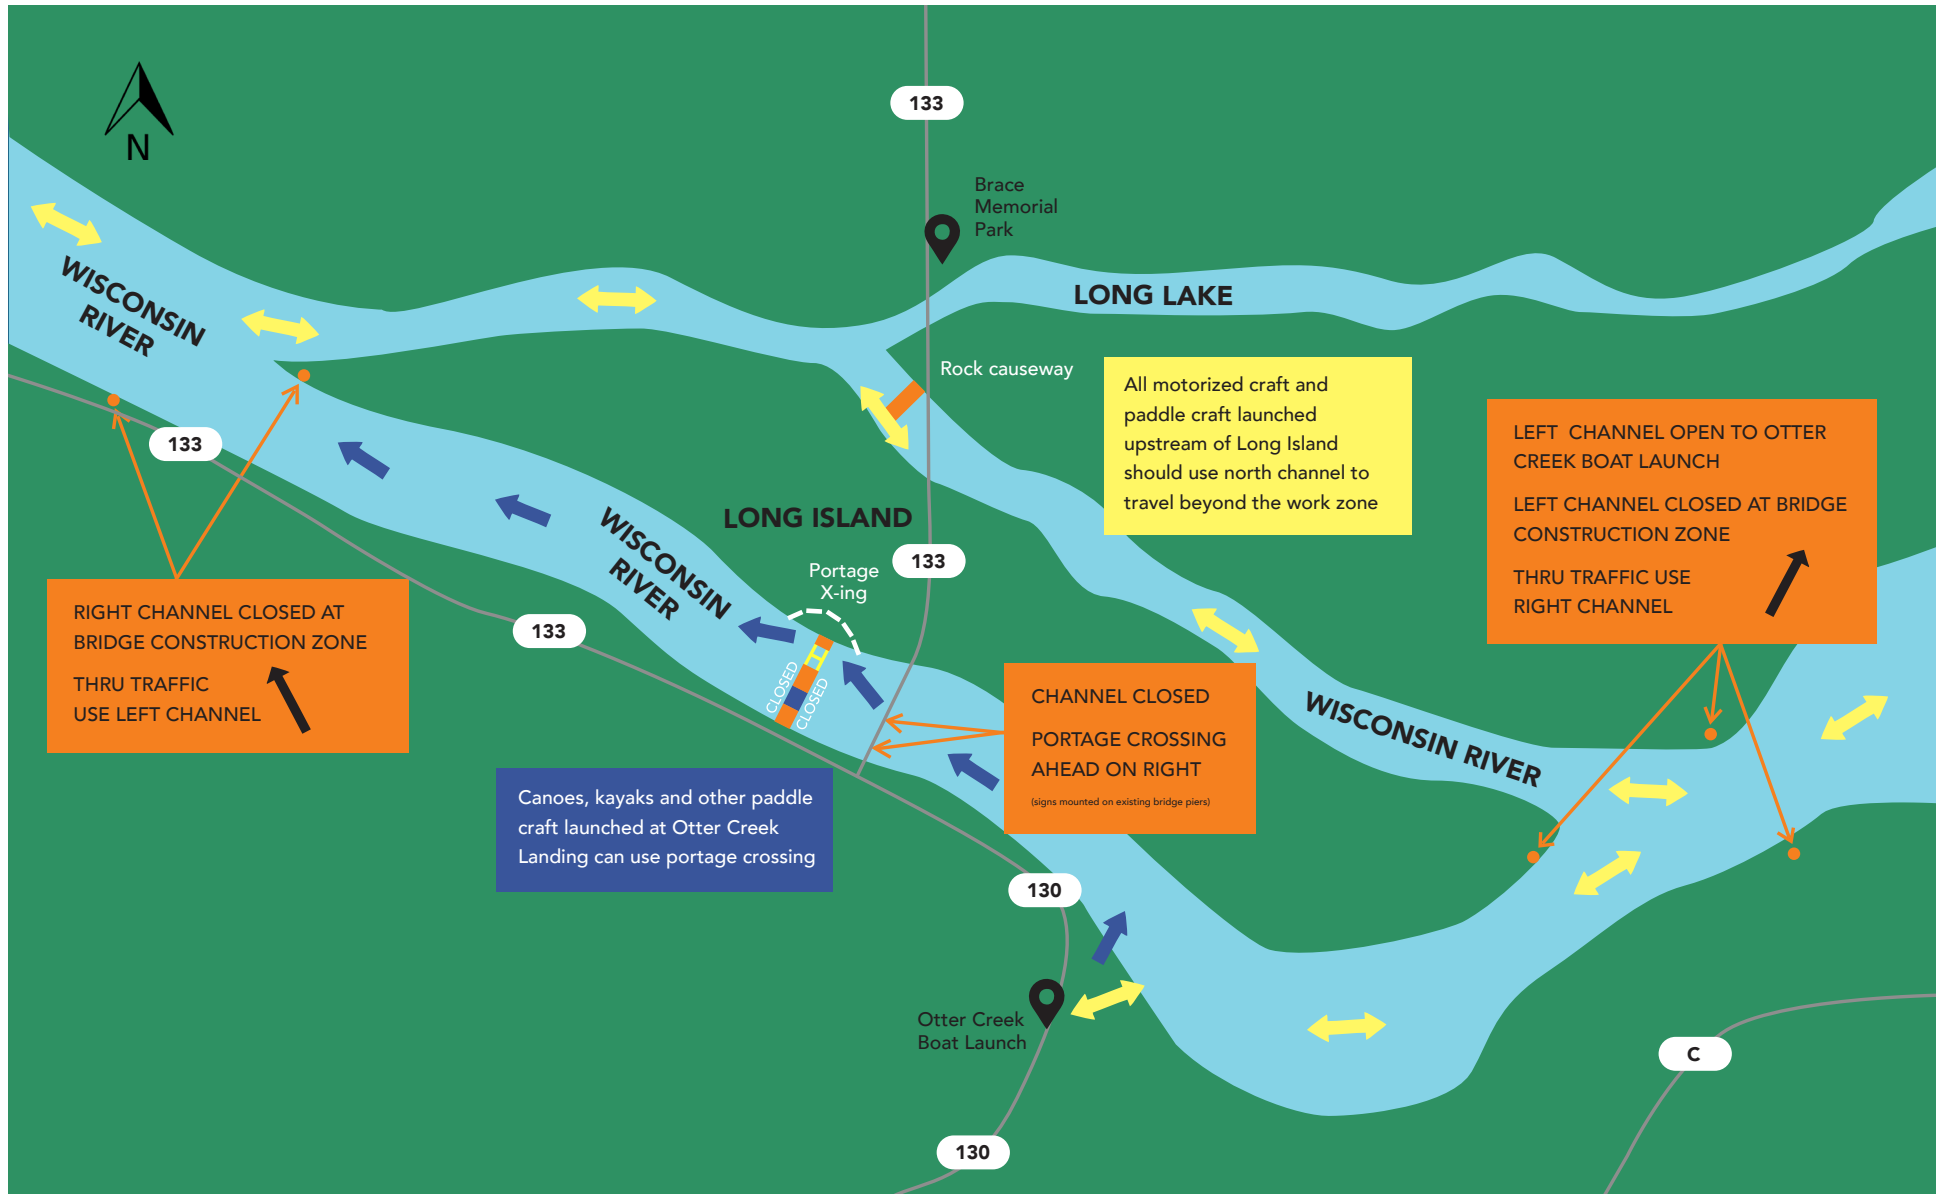 N
133
Brace
Memorial
Park
WISCONSIN
RIVER
LONG LAKE
Rock causeway
All motorized craft and
paddle craft launched
upstream of Long Island
should use north channel to
travel beyond the work zone
LEFT CHANNEL OPEN TO OTTER
CREEK BOAT LAUNCH
LEFT CHANNEL CLOSED AT BRIDGE
CONSTRUCTION ZONE
THRU TRAFFIC USE
RIGHT CHANNEL
133
LONG ISLAND
WISCONSIN
RIVER
133
Portage
X-ing
RIGHT CHANNEL CLOSED AT
BRIDGE CONSTRUCTION ZONE
THRU TRAFFIC
USE LEFT CHANNEL
133
CLOSED
CLOSED
CHANNEL CLOSED
PORTAGE CROSSING
AHEAD ON RIGHT
(signs mounted on existing bridge piers)
WISCONSIN RIVER
Canoes, kayaks and other paddle
craft launched at Otter Creek
Landing can use portage crossing
130
Otter Creek
Boat Launch
C
130